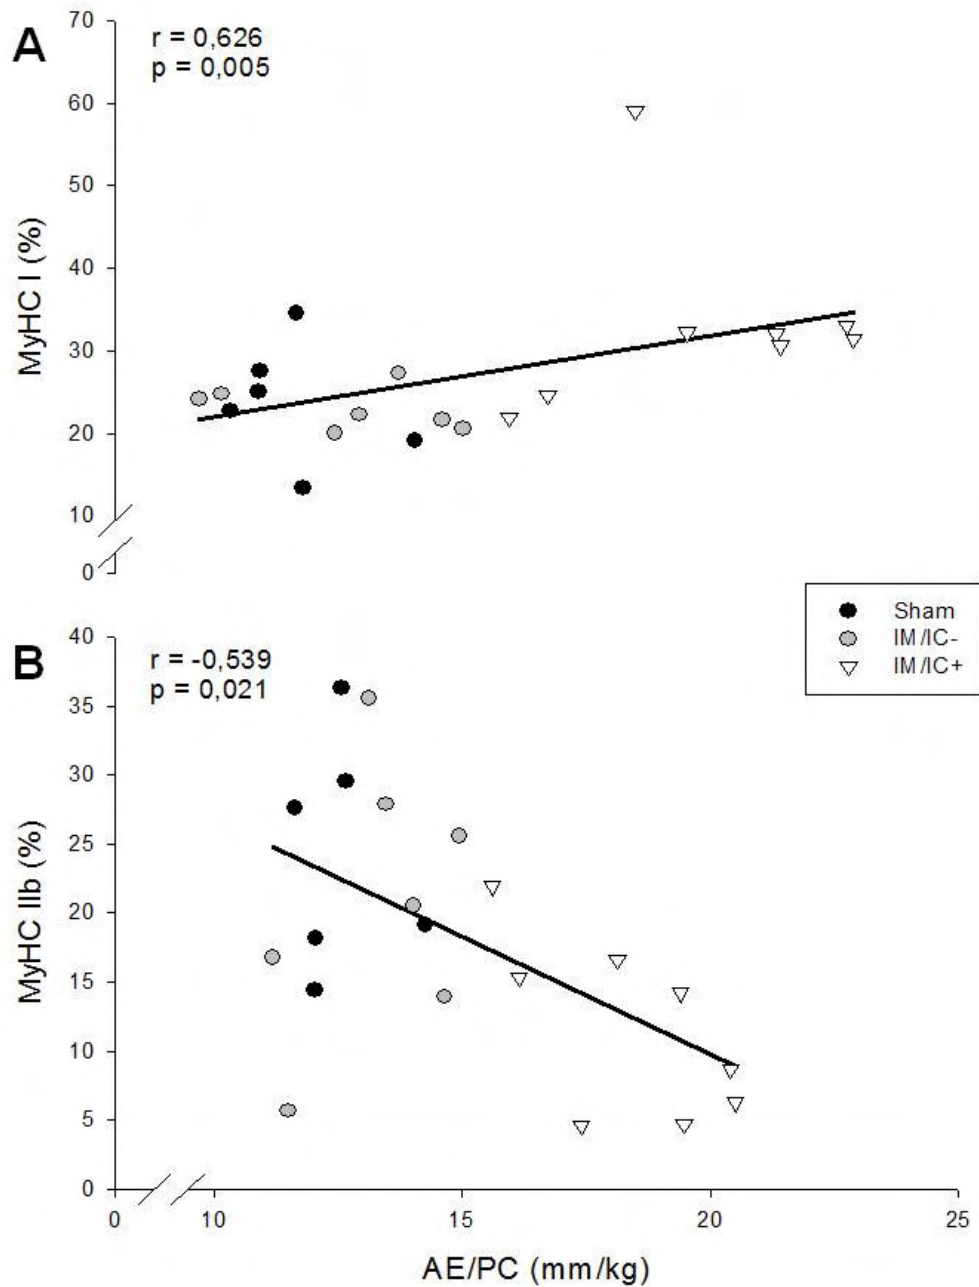 A
r = 0,626
p = 0,005
70
60
50
40
30
20
10
0
MyHC I (%)
Sham
IM/IC-
IM/IC+
B
r = -0,539
p = 0,021
40
35
30
25
20
15
10
5
0
MyHC IIb (%)
0 10 15 20 25
AE/PC (mm/kg)